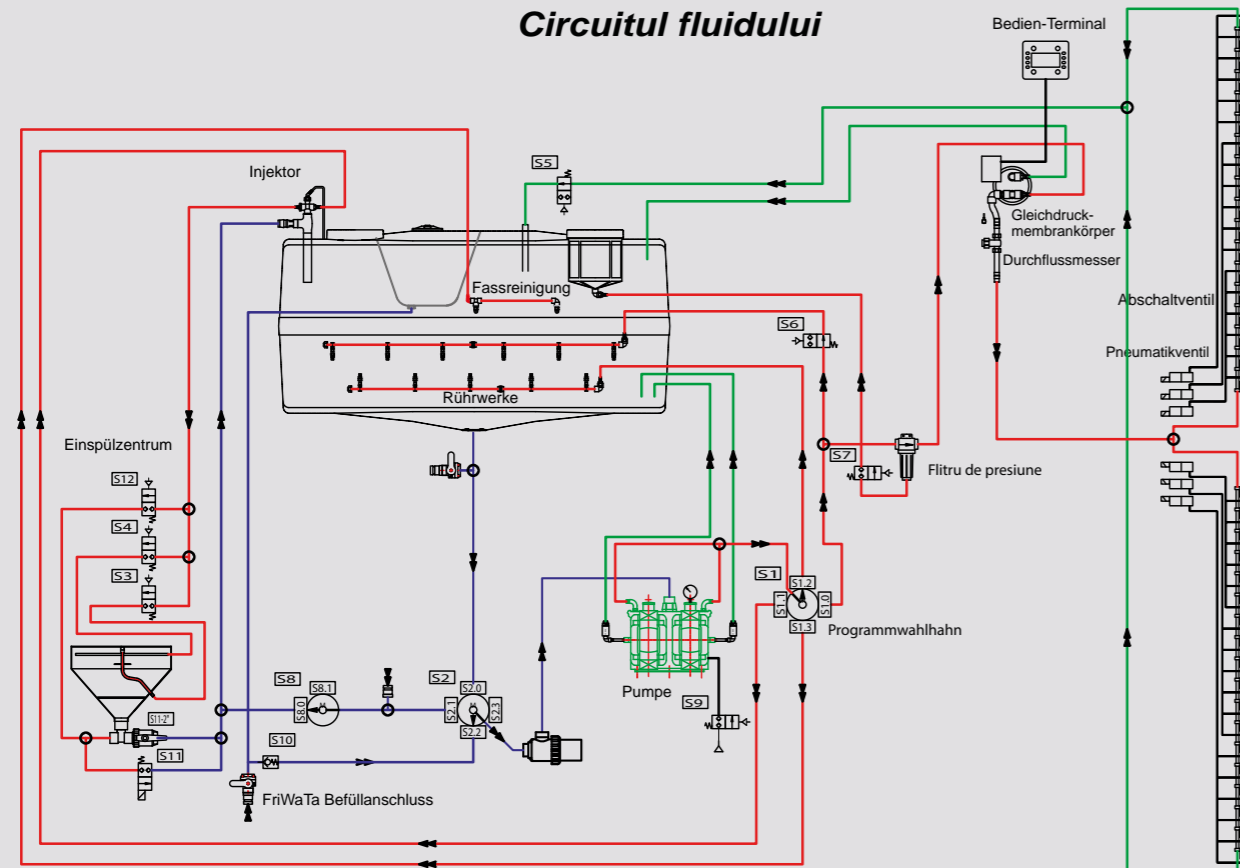 Circuitul fluidului
Bedien-Terminal
Injektor
S5
Gleichdruck-
membrankörper
Durchflussmesser
Fassreinigung
Abschaltventil
S6
Pneumatikventil
Rührwerke
Einspülzentrum
S7
Flitru de presiune
S12
S4
S3
S1
S1.2
S1.1
S1.0
S1.3
Programmwahlhahn
Pumpe
S8
S8.1
S8.0
S2
S2.0
S2.1
S2.3
S2.2
S9
S11-2"
S11
S10
FriWaTa Befüllanschluss